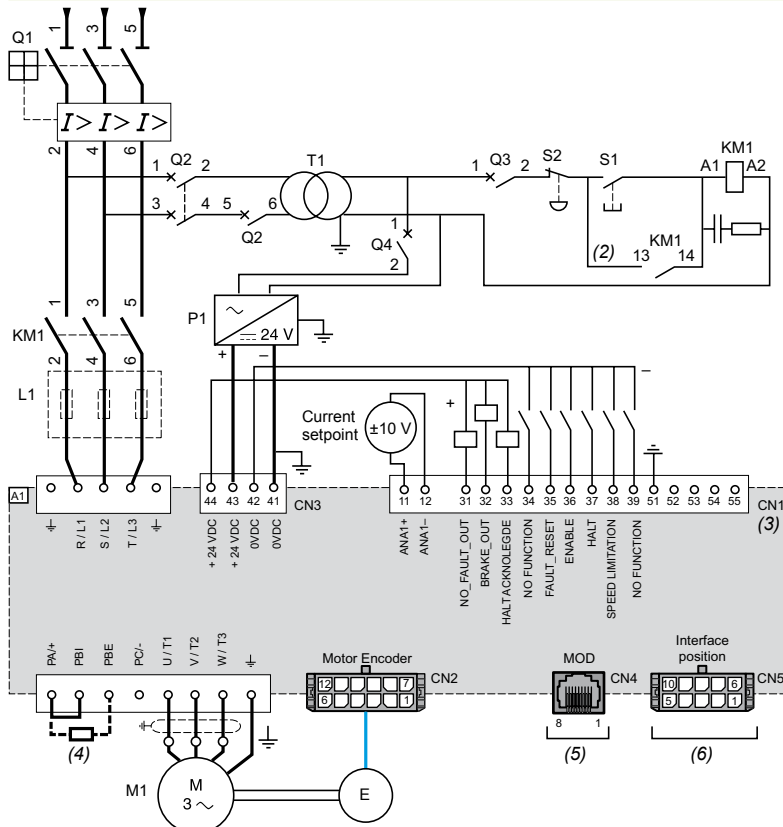 1 3 5
Q1
I> I> I>
2 4 6
1 Q2 2
3 4 5 Q2 6
T1
1 Q3 2
S2
S1
KM1
A1 A2
1
Q4
2
(2)
13 KM1 14
1 3 5
KM1
2 4 6
L1
P1
24 V
+ –
Current
setpoint
±10 V
+
–
A1
R / L1
S / L2
T / L3
44 43 42 41
CN3
+ 24 VDC
+ 24 VDC
0VDC
0VDC
11 12 31 32 33 34 35 36 37 38 39 51 52 53 54 55
CN1
(3)
ANA1+
ANA1–
NO_FAULT_OUT
BRAKE_OUT
HALT ACKNOLEGDE
NO FUNCTION
FAULT_RESET
ENABLE
HALT
SPEED LIMITATION
NO FUNCTION
PA/+
PBI
PBE
PC/-
U / T1
V / T2
W / T3
(4)
M1
M
3
E
Motor Encoder
12 7
6 1
CN2
MOD
CN4
8 1
(5)
Interface
position
10 6
5 1
CN5
(6)